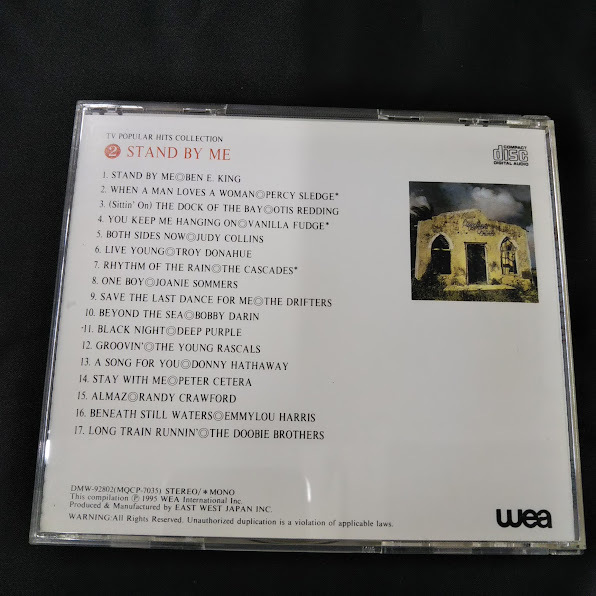 TV POPULAR HITS COLLECTION
2 STAND BY ME
COMPACT
disc
DIGITAL AUDIO
1. STAND BY ME◎BEN E. KING
2. WHEN A MAN LOVES A WOMAN◎PERCY SLEDGE*
3. (Sittin' On) THE DOCK OF THE BAY◎OTIS REDDING
4. YOU KEEP ME HANGING ON◎VANILLA FUDGE*
5. BOTH SIDES NOW◎JUDY COLLINS
6. LIVE YOUNG◎TROY DONAHUE
7. RHYTHM OF THE RAIN◎THE CASCADES*
8. ONE BOY◎JOANIE SOMMERS
9. SAVE THE LAST DANCE FOR ME◎THE DRIFTERS
10. BEYOND THE SEA◎BOBBY DARIN
11. BLACK NIGHT◎DEEP PURPLE
12. GROOVIN'◎THE YOUNG RASCALS
13. A SONG FOR YOU◎DONNY HATHAWAY
14. STAY WITH ME◎PETER CETERA
15. ALMAZ◎RANDY CRAWFORD
16. BENEATH STILL WATERS◎EMMYLOU HARRIS
17. LONG TRAIN RUNNIN'◎THE DOOBIE BROTHERS
DMW-92802(MQCP-7035) STEREO/*MONO
This compilation ℗ 1995 WEA International Inc.
Produced & Manufactured by EAST WEST JAPAN INC.
WARNING:All Rights Reserved. Unauthorized duplication is a violation of applicable laws.
wea